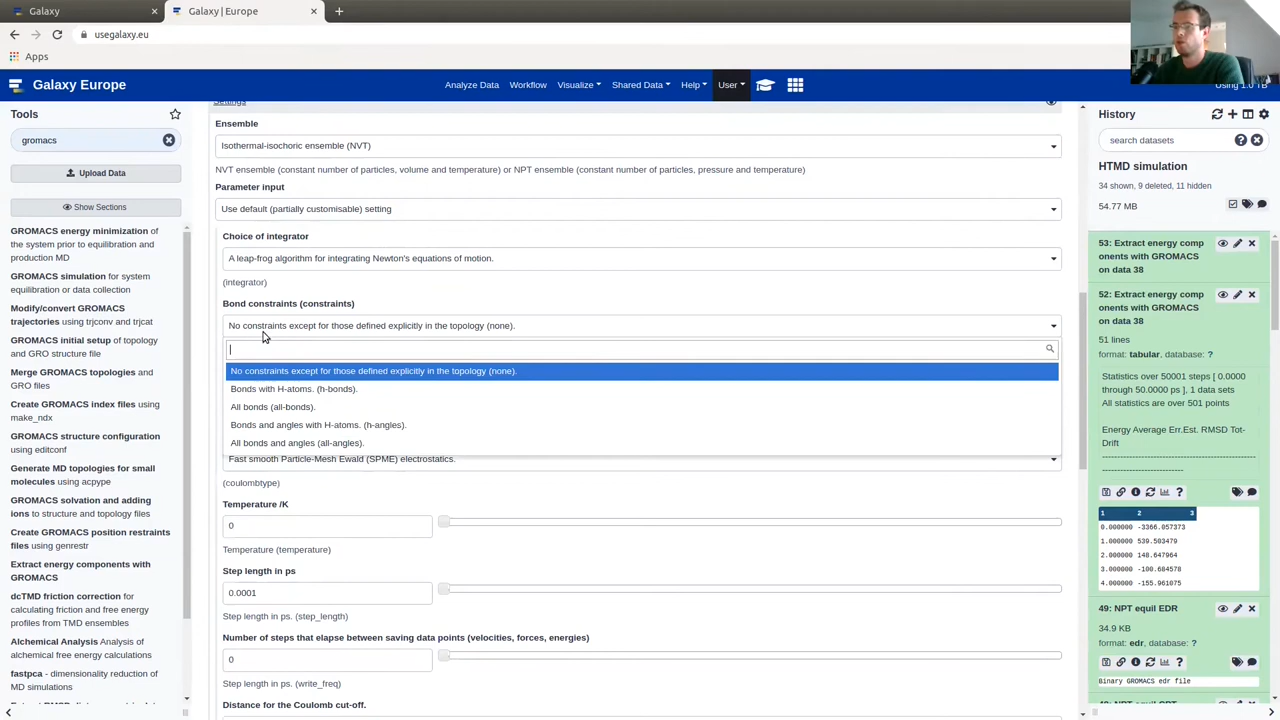 Galaxy
Galaxy | Europe
usegalaxy.eu
Apps
Galaxy Europe
Analyze Data
Workflow
Visualize
Shared Data
Help
User
Using 1.0 TB
Tools
gromacs
Upload Data
Show Sections
GROMACS energy minimization of
the system prior to equilibration and
production MD
GROMACS simulation for system
equilibration or data collection
Modify/convert GROMACS
trajectories using trjconv and trjcat
GROMACS initial setup of topology
and GRO structure file
Merge GROMACS topologies and
GRO files
Create GROMACS index files using
make_ndx
GROMACS structure configuration
using editconf
Generate MD topologies for small
molecules using acpype
GROMACS solvation and adding
ions to structure and topology files
Create GROMACS position restraints
files using genrestr
Extract energy components with
GROMACS
dcTMD friction correction for
calculating friction and free energy
profiles from TMD ensembles
Alchemical Analysis Analysis of
alchemical free energy calculations
fastpca - dimensionality reduction of
MD simulations
Settings
Ensemble
Isothermal-isochoric ensemble (NVT)
NVT ensemble (constant number of particles, volume and temperature) or NPT ensemble (constant number of particles, pressure and temperature)
Parameter input
Use default (partially customisable) setting
Choice of integrator
A leap-frog algorithm for integrating Newton's equations of motion.
(integrator)
Bond constraints (constraints)
No constraints except for those defined explicitly in the topology (none).
No constraints except for those defined explicitly in the topology (none).
Bonds with H-atoms. (h-bonds).
All bonds (all-bonds).
Bonds and angles with H-atoms. (h-angles).
All bonds and angles (all-angles).
Fast smooth Particle-Mesh Ewald (SPME) electrostatics.
(coulombtype)
Temperature /K
0
Temperature (temperature)
Step length in ps
0.0001
Step length in ps. (step_length)
Number of steps that elapse between saving data points (velocities, forces, energies)
0
Step length in ps. (write_freq)
Distance for the Coulomb cut-off.
History
search datasets
HTMD simulation
34 shown, 9 deleted, 11 hidden
54.77 MB
53: Extract energy comp
onents with GROMACS
on data 38
52: Extract energy comp
onents with GROMACS
on data 38
51 lines
format: tabular, database: ?
Statistics over 50001 steps [ 0.0000
through 50.0000 ps ], 1 data sets
All statistics are over 501 points
Energy Average Err.Est. RMSD Tot-
Drift
-------------------------------------------------
------------------
1 2 3
0.000000 -3366.057373
1.000000 539.503479
2.000000 148.647964
3.000000 -100.684578
4.000000 -155.961075
49: NPT equil EDR
34.9 KB
format: edr, database: ?
Binary GROMACS edr file